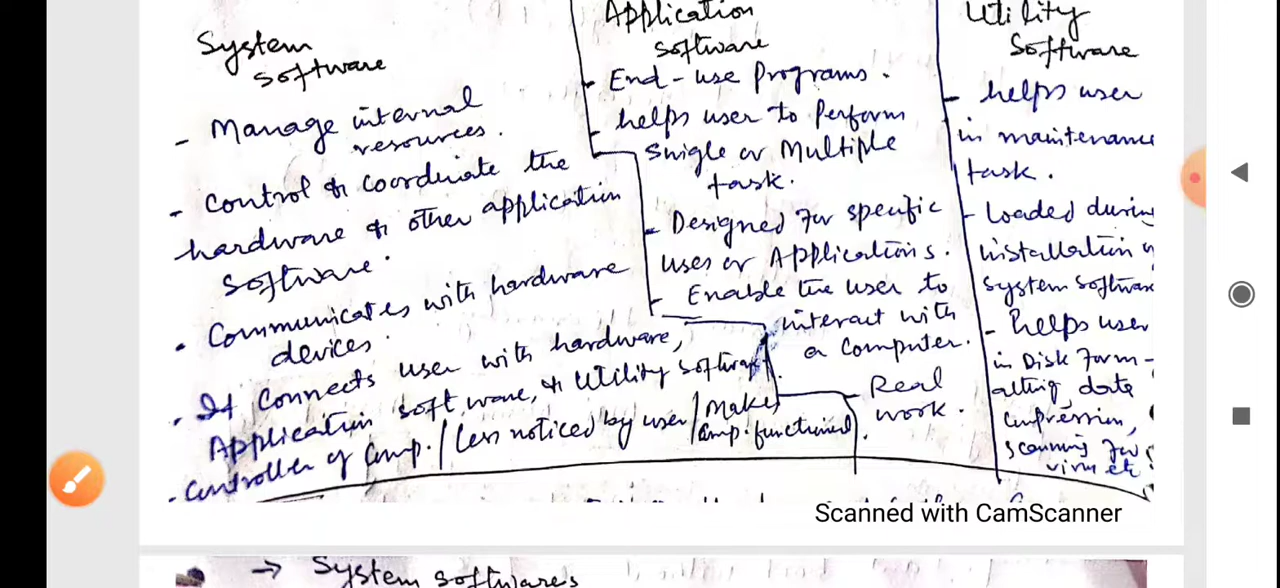 System
Software
- Manage internal
resources.
- Control & coordinate the
hardware & other application
software.
. Communicates with hardware
devices.
. It Connects user with hardware,
Application software, & Utility software
. Controller of Comp. / Less noticed by user / Makes
Comp. functional
Application
Software
- End-use Programs.
- helps user to Perform
Single or Multiple
task.
- Designed for specific
uses or Applications.
- Enable the user to
interact with
a computer.
- Real
work.
Utility
Software
- helps user
in maintenance
task.
- Loaded during
installation
System Software
- helps user
in Disk Form-
atting, data
compression,
scanning for
virus etc.
Scanned with CamScanner
→ System softwares